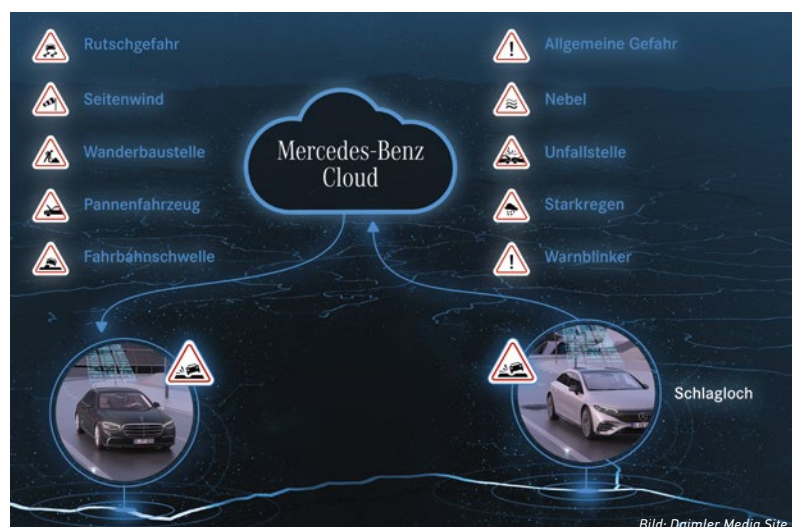 Rutschgefahr
Seitenwind
Wanderbaustelle
Pannenfahrzeug
Fahrbahnschwelle
Mercedes-Benz
Cloud
Allgemeine Gefahr
Nebel
Unfallstelle
Starkregen
Warnblinker
Schlagloch
Bild: Daimler Media Site